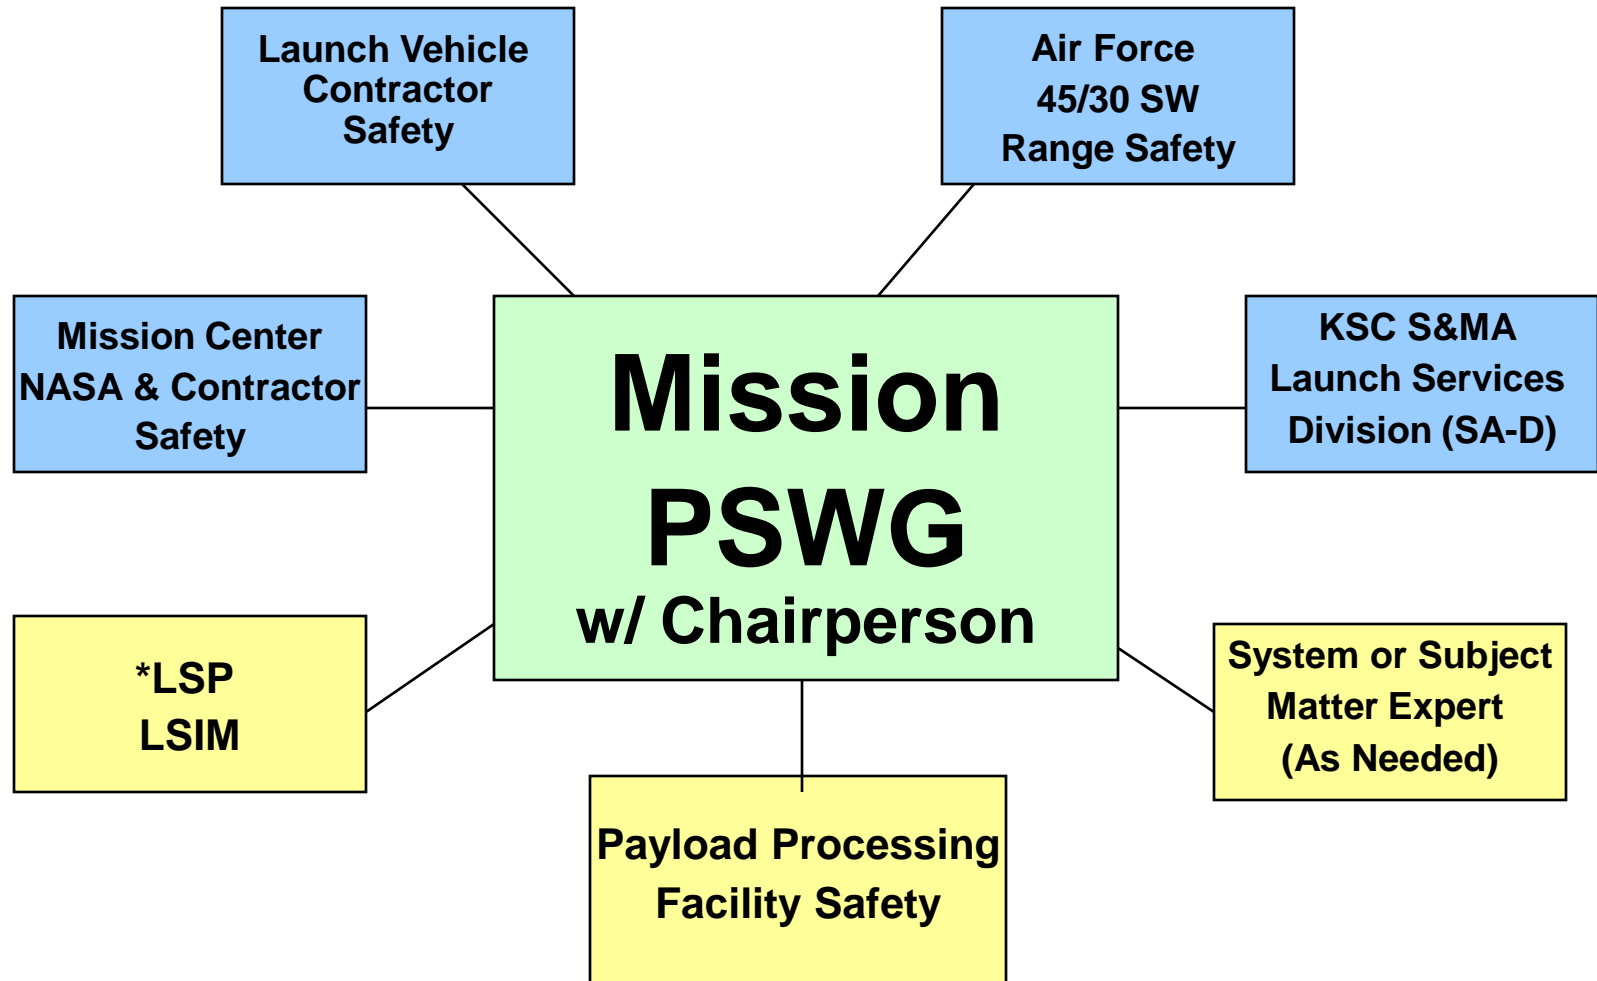 Launch Vehicle
Contractor
Safety
Air Force
45/30 SW
Range Safety
Mission Center
NASA & Contractor
Safety
Mission
PSWG
w/ Chairperson
KSC S&MA
Launch Services
Division (SA-D)
*LSP
LSIM
Payload Processing
Facility Safety
System or Subject
Matter Expert
(As Needed)